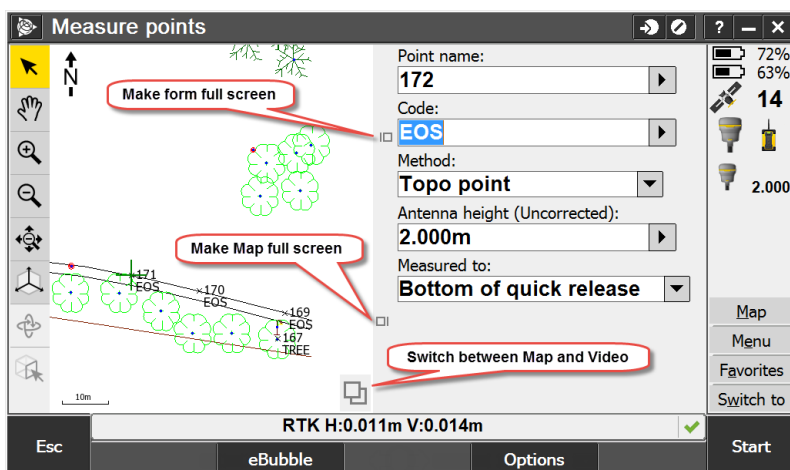 Measure points
?
N
Make form full screen
Make Map full screen
171
EOS
170
EOS
169
EOS
167
TREE
10m
Switch between Map and Video
Point name:
172
Code:
EOS
Method:
Topo point
Antenna height (Uncorrected):
2.000m
Measured to:
Bottom of quick release
72%
63%
14
2.000
Map
Menu
Favorites
Switch to
RTK H:0.011m V:0.014m
Esc
eBubble
Options
Start